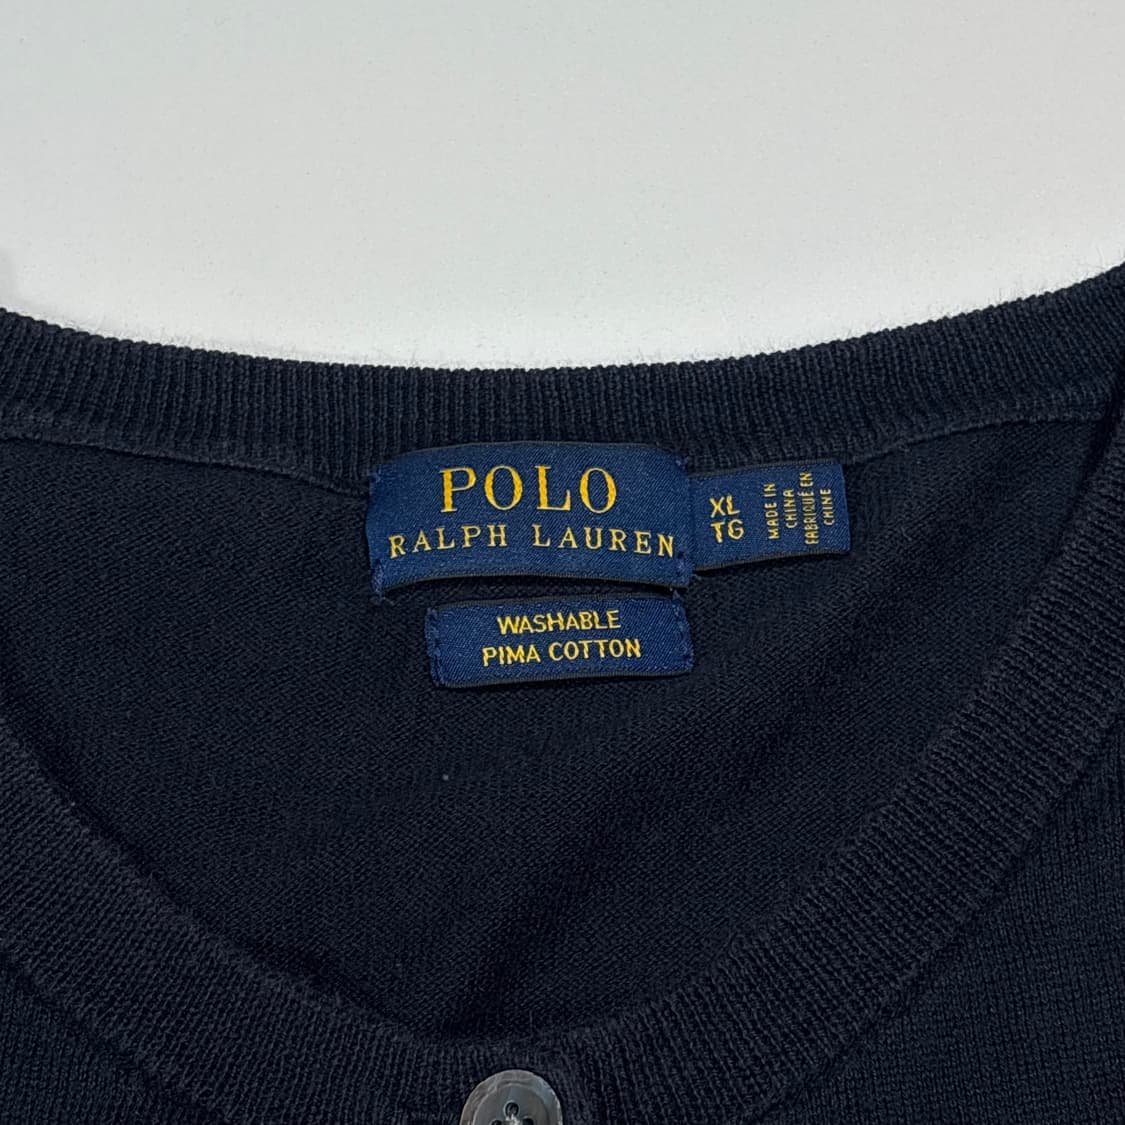 POLO
RALPH LAUREN
XL
TG
MADE IN
CHINA
FABRIQUÉ EN
CHINE
WASHABLE
PIMA COTTON